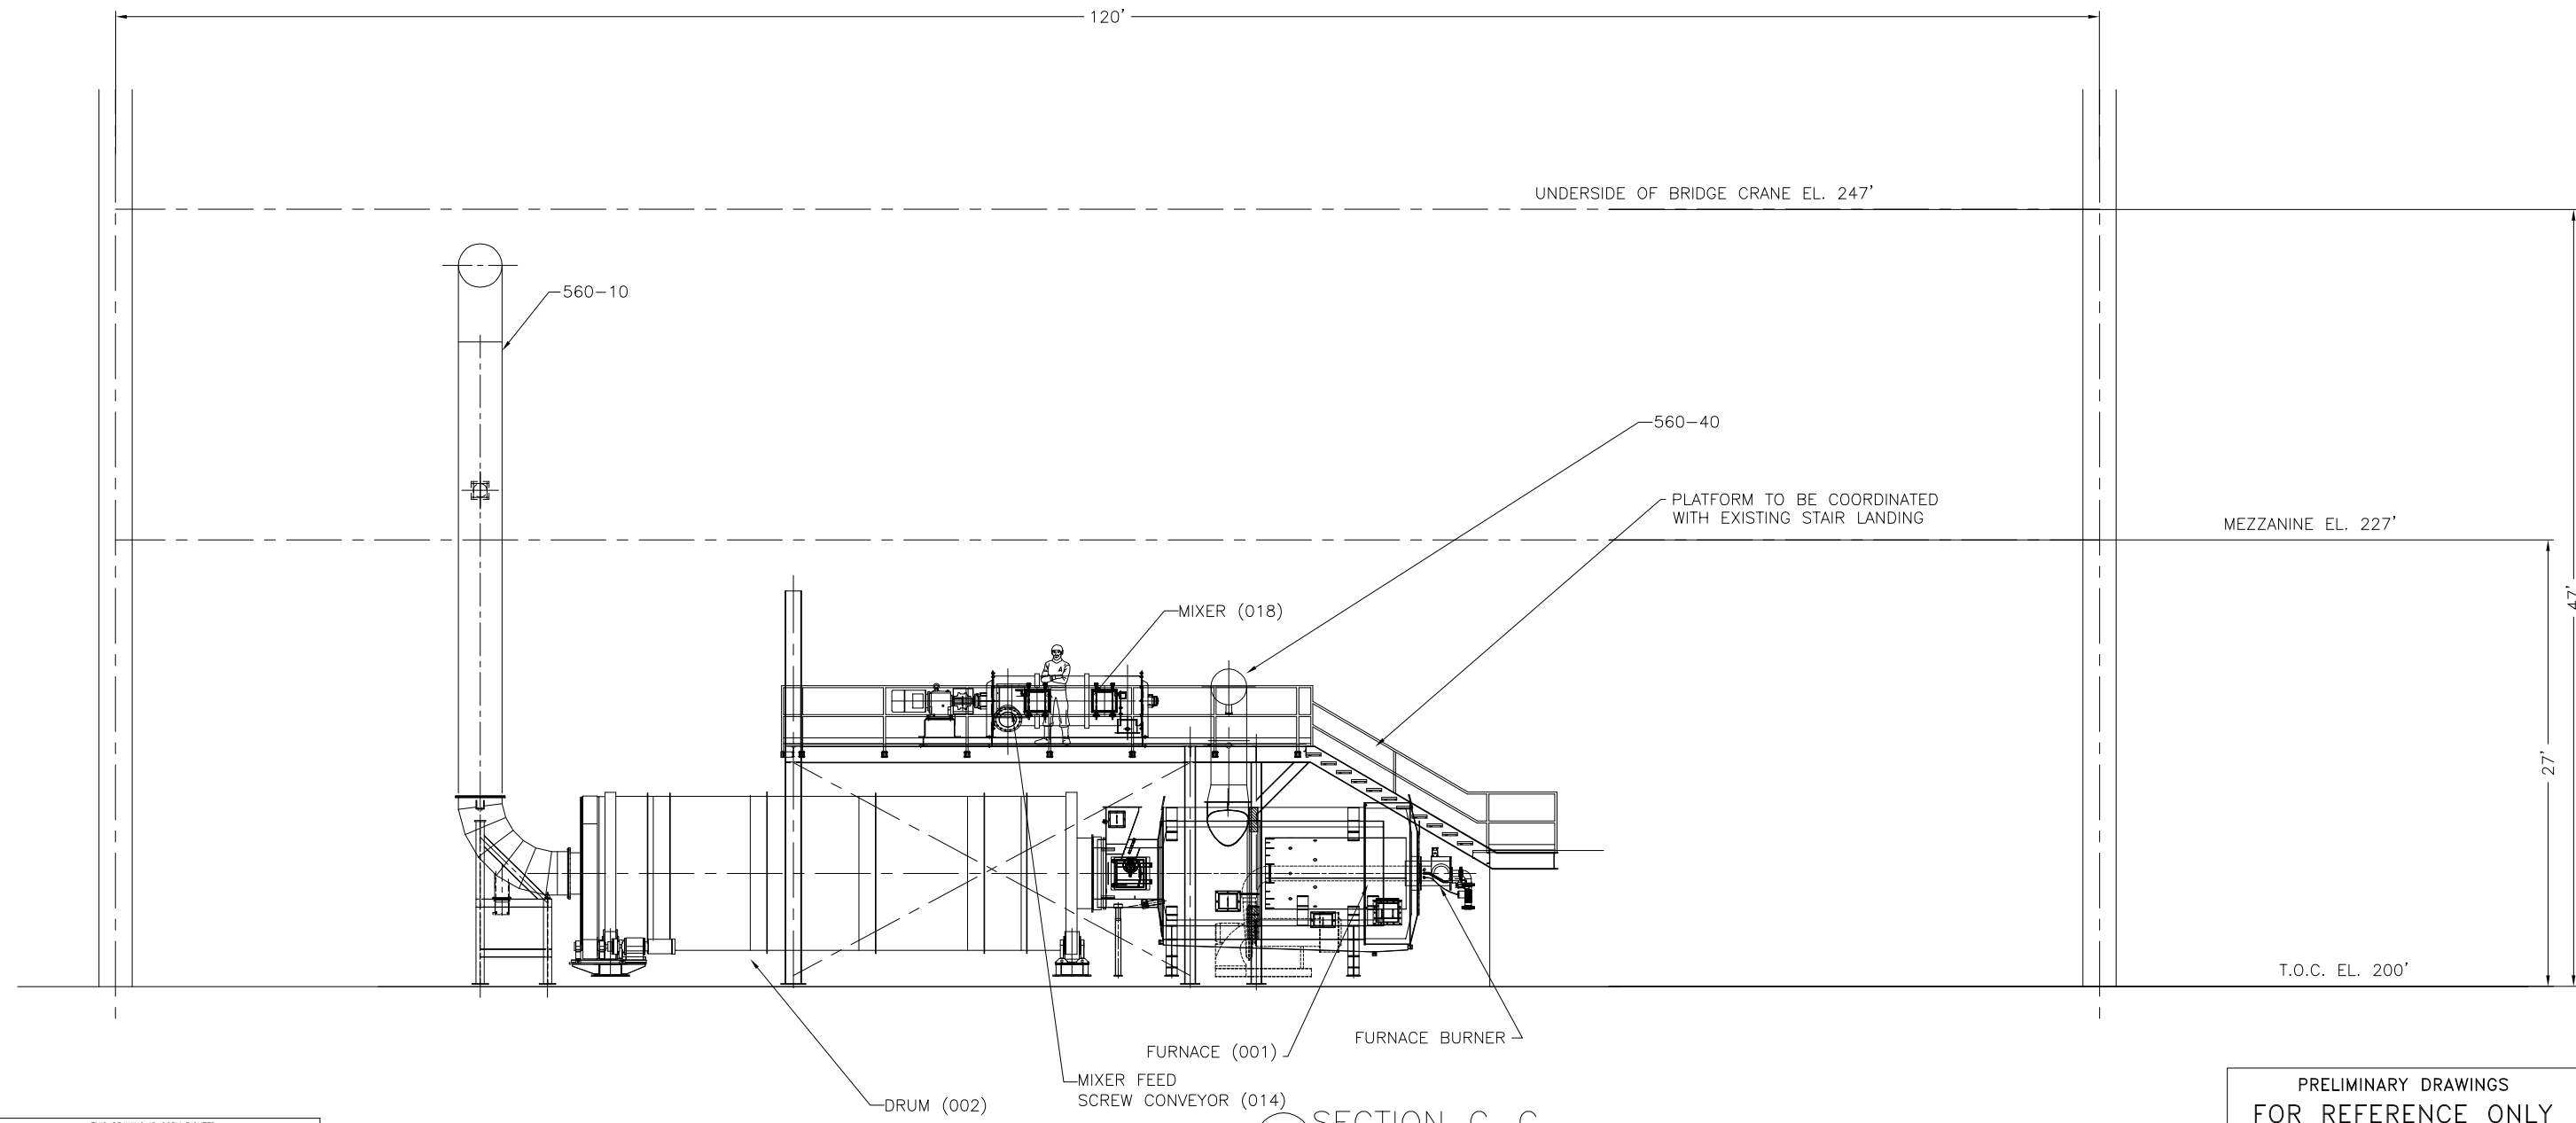 120'
UNDERSIDE OF BRIDGE CRANE EL. 247'
560-10
560-40
PLATFORM TO BE COORDINATED
WITH EXISTING STAIR LANDING
MEZZANINE EL. 227'
47'
MIXER (018)
27'
T.O.C. EL. 200'
FURNACE BURNER
FURNACE (001)
MIXER FEED
SCREW CONVEYOR (014)
DRUM (002)
SECTION C-C
PRELIMINARY DRAWINGS
FOR REFERENCE ONLY